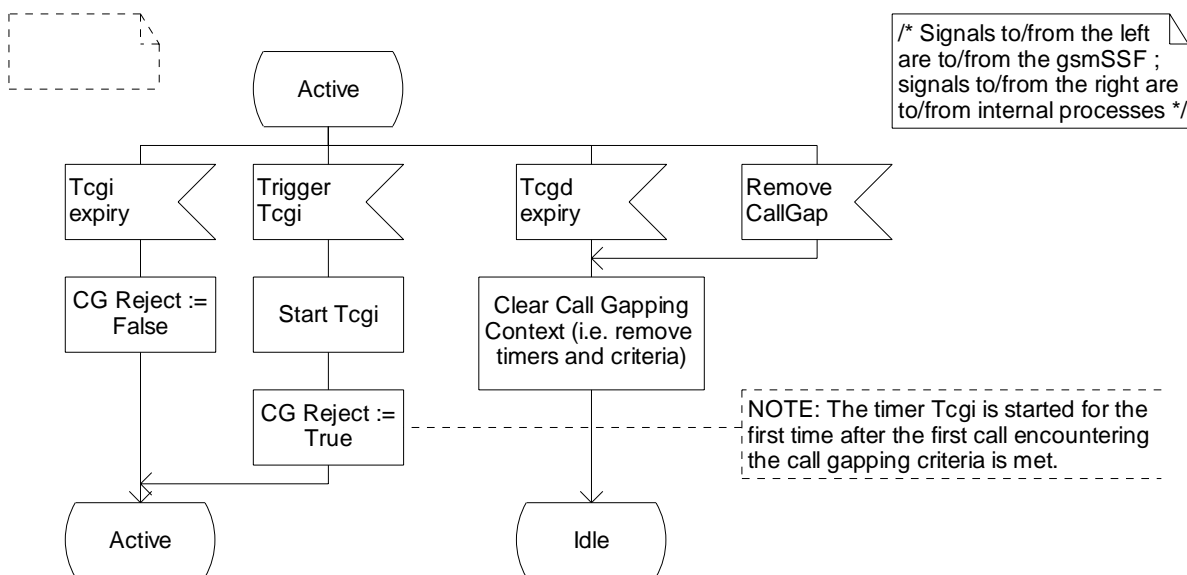 /* Signals to/from the left
are to/from the gsmSSF ;
signals to/from the right are
to/from internal processes */
Active
Tcgi
expiry
Trigger
Tcgi
Tcgd
expiry
Remove
CallGap
CG Reject :=
False
Start Tcgi
Clear Call Gapping
Context (i.e. remove
timers and criteria)
CG Reject :=
True
NOTE: The timer Tcgi is started for the
first time after the first call encountering
the call gapping criteria is met.
Active
Idle